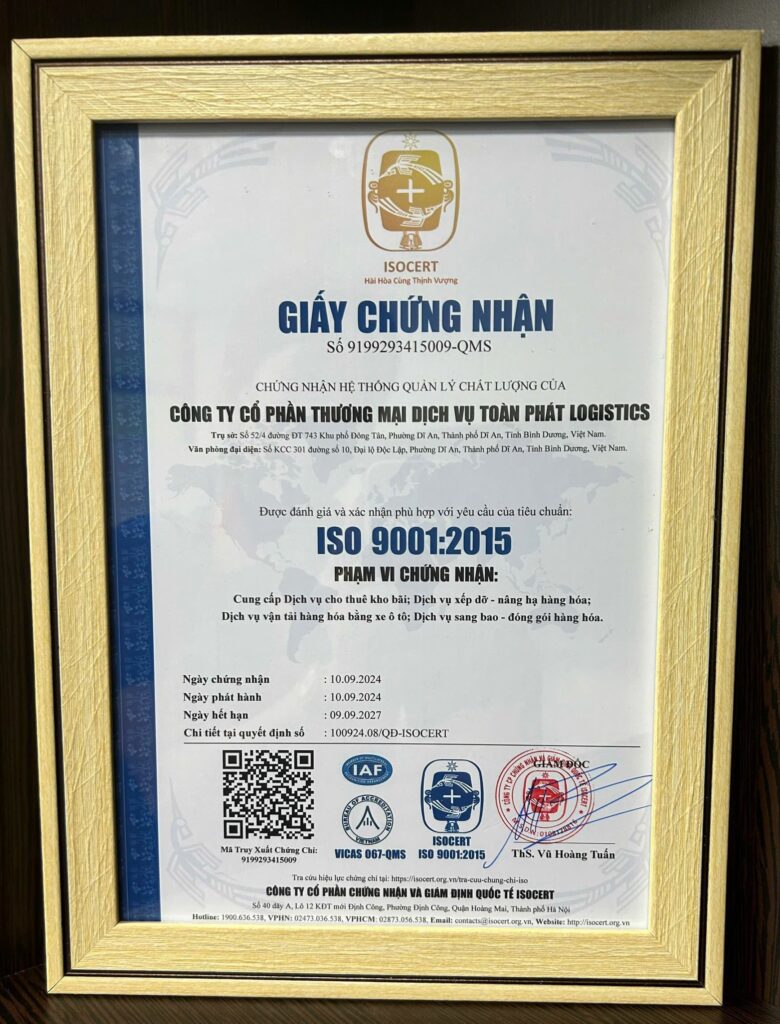 ISOCERT
Hài Hòa Cùng Thịnh Vượng
GIẤY CHỨNG NHẬN
Số 9199293415009-QMS
CHỨNG NHẬN HỆ THỐNG QUẢN LÝ CHẤT LƯỢNG CỦA
CÔNG TY CỔ PHẦN THƯƠNG MẠI DỊCH VỤ TOÀN PHÁT LOGISTICS
Trụ sở: Số 52/4 đường ĐT 743 Khu phố Đông Tân, Phường Dĩ An, Thành phố Dĩ An, Tỉnh Bình Dương, Việt Nam.
Văn phòng đại diện: Số KCC 301 đường số 10, Đại lộ Độc Lập, Phường Dĩ An, Thành phố Dĩ An, Tỉnh Bình Dương, Việt Nam.
Được đánh giá và xác nhận phù hợp với yêu cầu của tiêu chuẩn:
ISO 9001:2015
PHẠM VI CHỨNG NHẬN:
Cung cấp Dịch vụ cho thuê kho bãi; Dịch vụ xếp dỡ - nâng hạ hàng hóa;
Dịch vụ vận tải hàng hóa bằng xe ô tô; Dịch vụ sang bao - đóng gói hàng hóa.
Ngày chứng nhận : 10.09.2024
Ngày phát hành : 10.09.2024
Ngày hết hạn : 09.09.2027
Chi tiết tại quyết định số : 100924.08/QĐ-ISOCERT
IAF
BUREAU OF ACCREDITATION
VIETNAM
VICAS 067-QMS
ISOCERT
ISO 9001:2015
GIÁM ĐỐC
ThS. Vũ Hoàng Tuấn
Mã Truy Xuất Chứng Chỉ:
9199293415009
Tra cứu hiệu lực chứng chỉ tại: https://isocert.org.vn/tra-cuu-chung-chi-iso
CÔNG TY CỔ PHẦN CHỨNG NHẬN VÀ GIÁM ĐỊNH QUỐC TẾ ISOCERT
Số 40 dãy A, Lô 12 KĐT mới Định Công, Phường Định Công, Quận Hoàng Mai, Thành phố Hà Nội
Hotline: 1900.636.538, VPHN: 02473.036.538, VPHCM: 02873.056.538, Email: contacts@isocert.org.vn, Website: http://isocert.org.vn